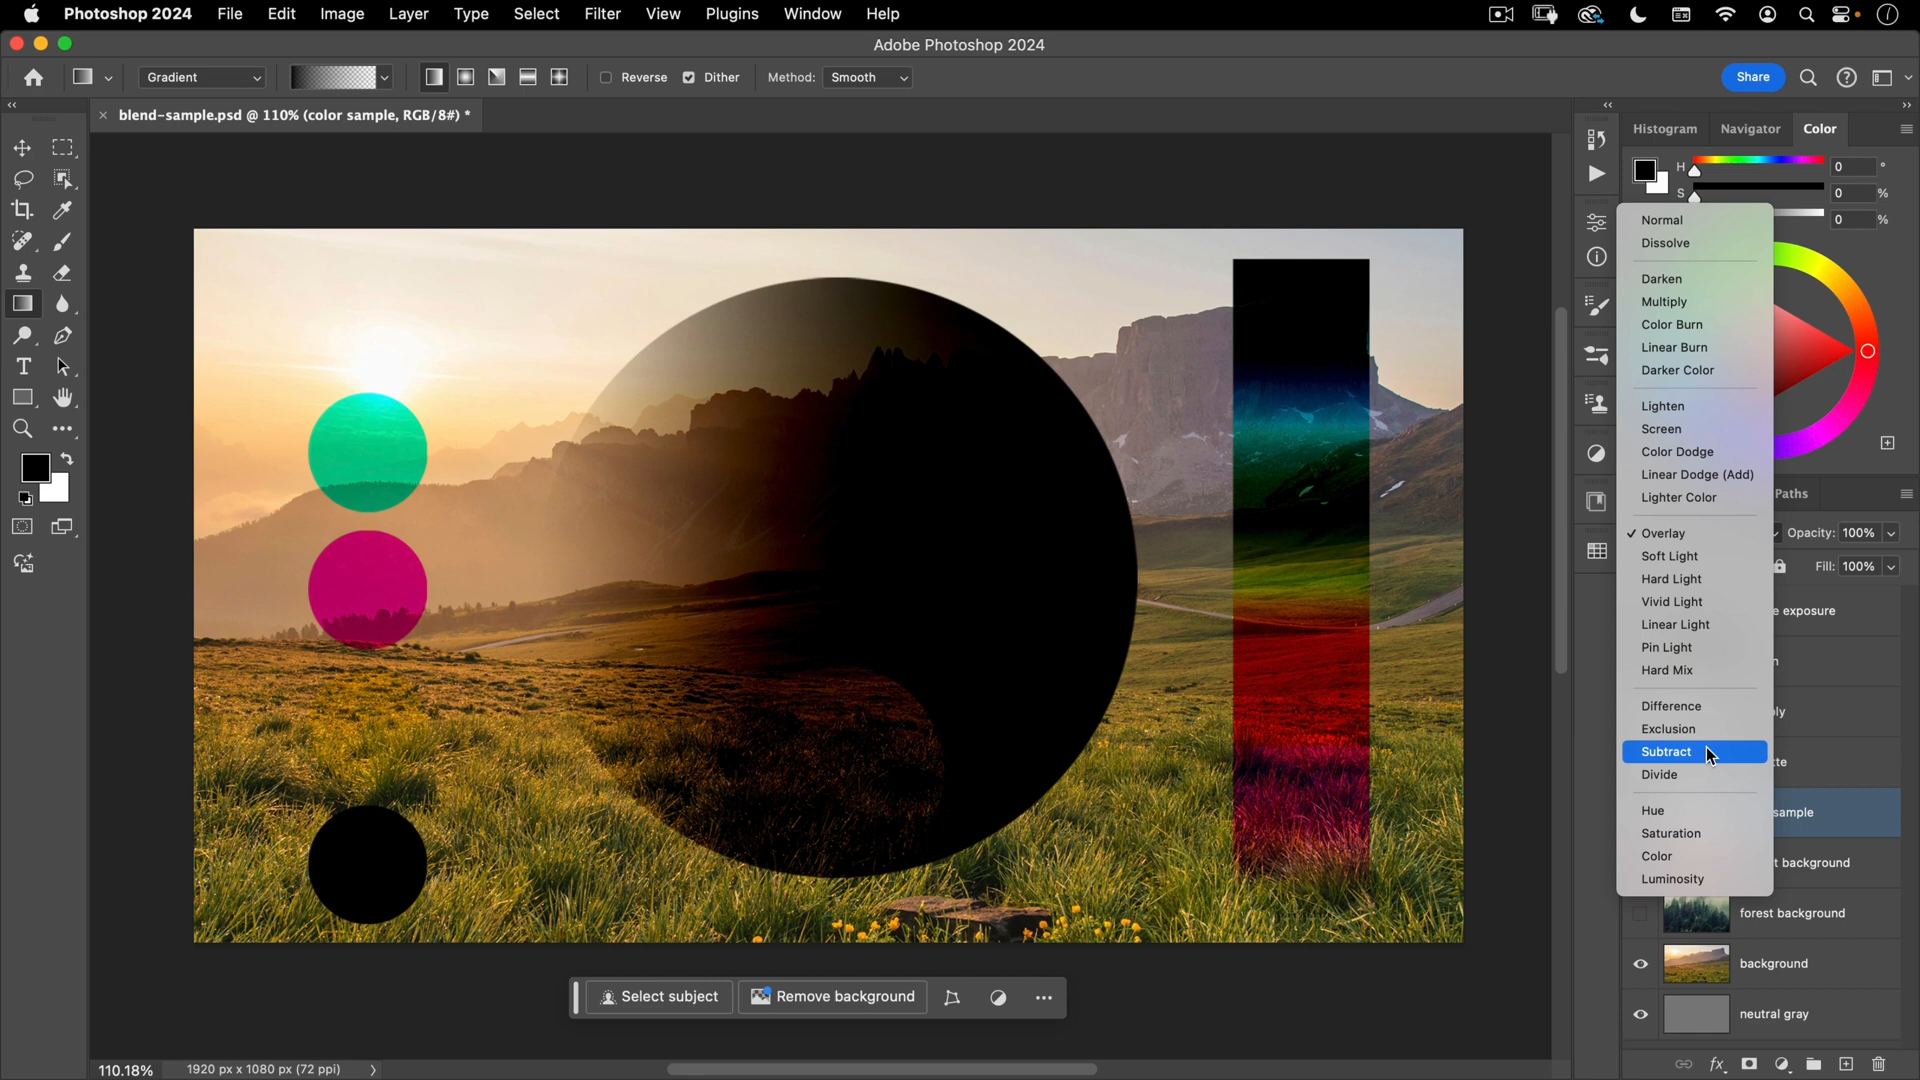 Photoshop 2024 File Edit Image Layer Type Select Filter View Plugins Window Help
Adobe Photoshop 2024
Gradient Reverse Dither Method: Smooth Share
blend-sample.psd @ 110% (color sample, RGB/8#) *
Histogram Navigator Color
H 0 °
S 0 %
0 %
Normal
Dissolve
Darken
Multiply
Color Burn
Linear Burn
Darker Color
Lighten
Screen
Color Dodge
Linear Dodge (Add)
Lighter Color
Paths
Overlay
Opacity: 100%
Soft Light
Fill: 100%
Hard Light
Vivid Light
e exposure
Linear Light
Pin Light
Hard Mix
Difference
ly
Exclusion
Subtract
tte
Divide
Hue
sample
Saturation
Color
t background
Luminosity
forest background
background
neutral gray
Select subject Remove background
110.18% 1920 px x 1080 px (72 ppi)
fx